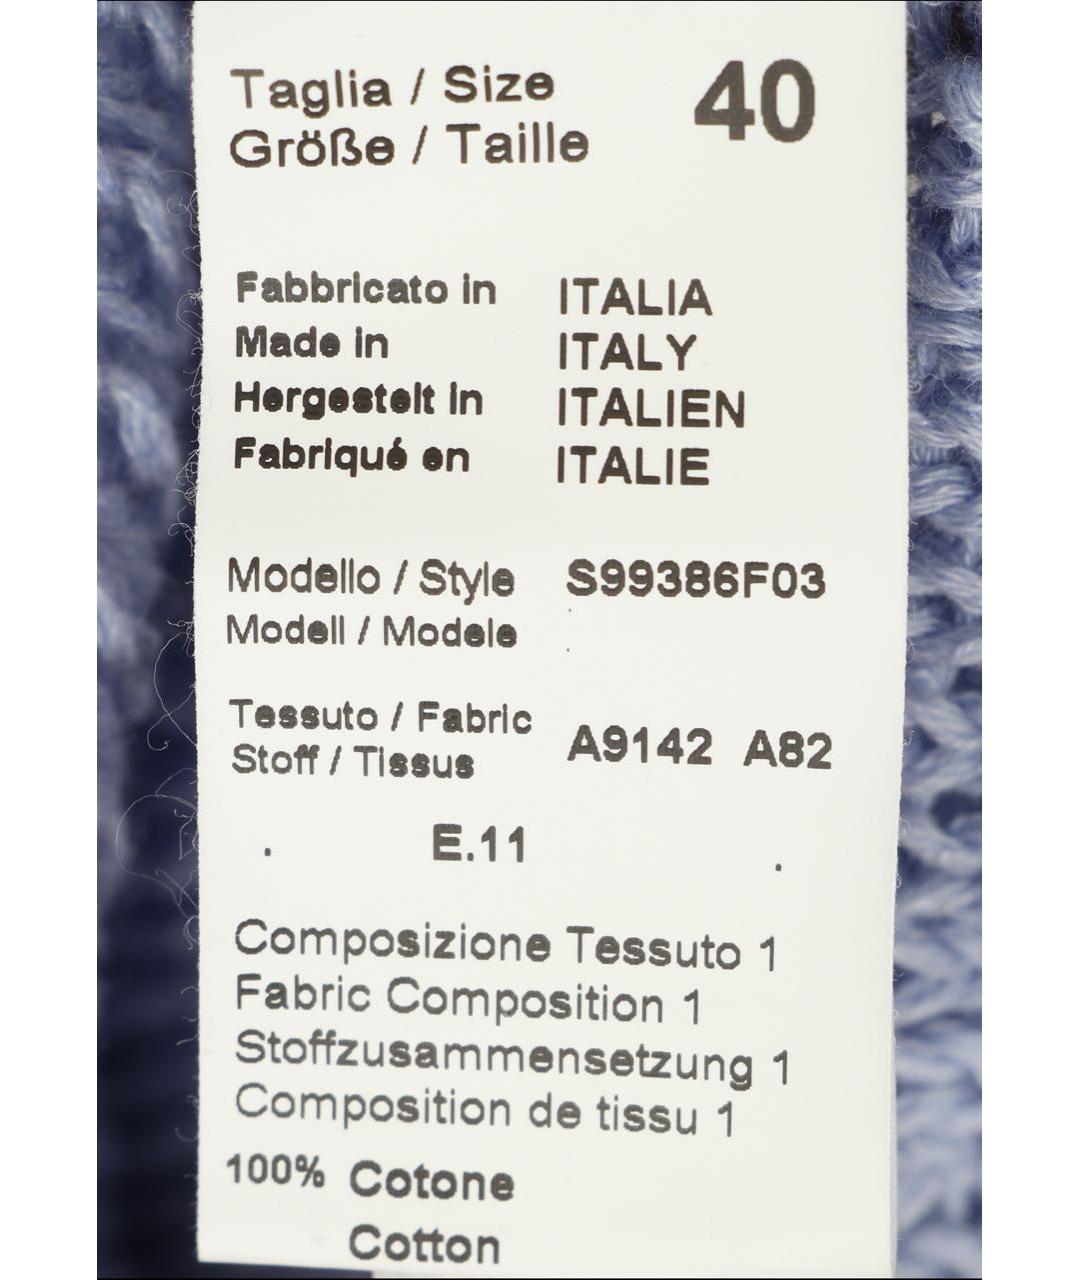 Taglia / Size 40
Größe / Taille
Fabbricato in ITALIA
Made in ITALY
Hergestelt in ITALIEN
Fabriqué en ITALIE
Modello / Style S99386F03
Modell / Modele
Tessuto / Fabric A9142 A82
Stoff / Tissus
. E.11 .
Composizione Tessuto 1
Fabric Composition 1
Stoffzusammensetzung 1
Composition de tissu 1
100% Cotone
Cotton